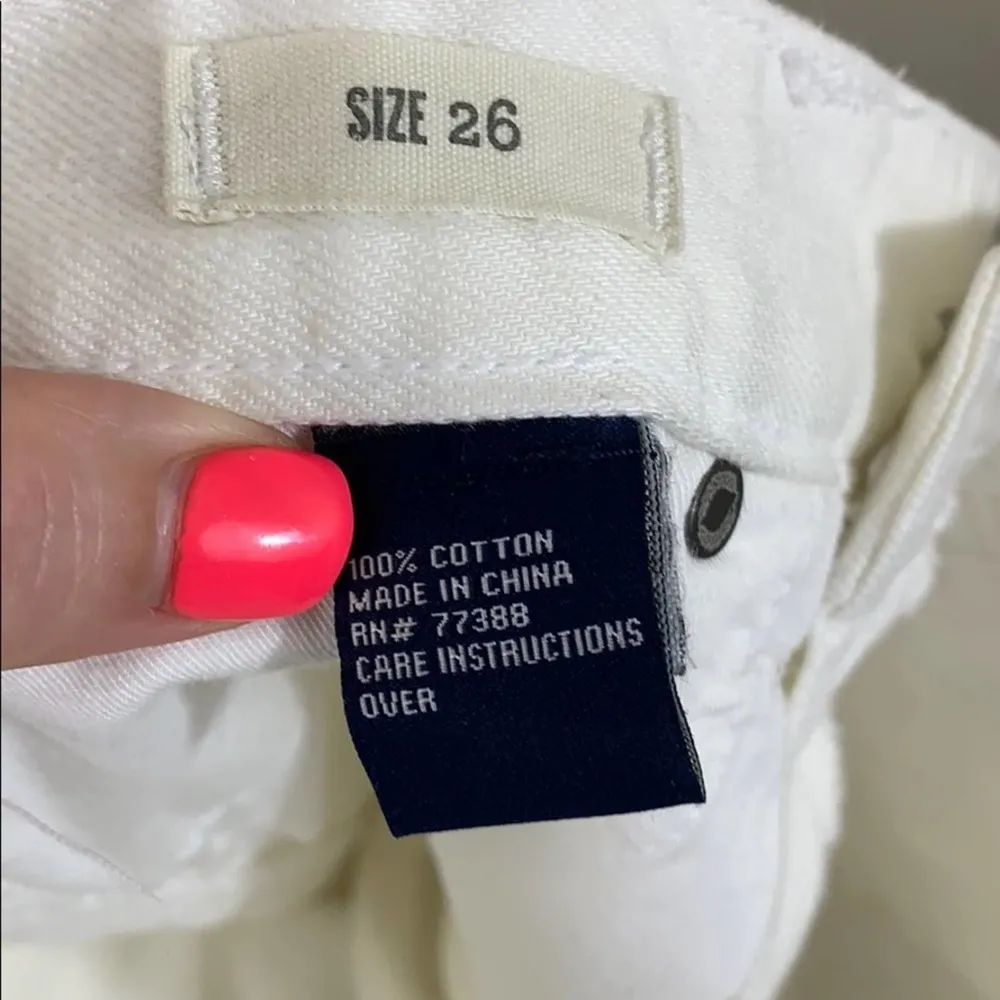 SIZE 26
100% COTTON
MADE IN CHINA
RN# 77388
CARE INSTRUCTIONS
OVER